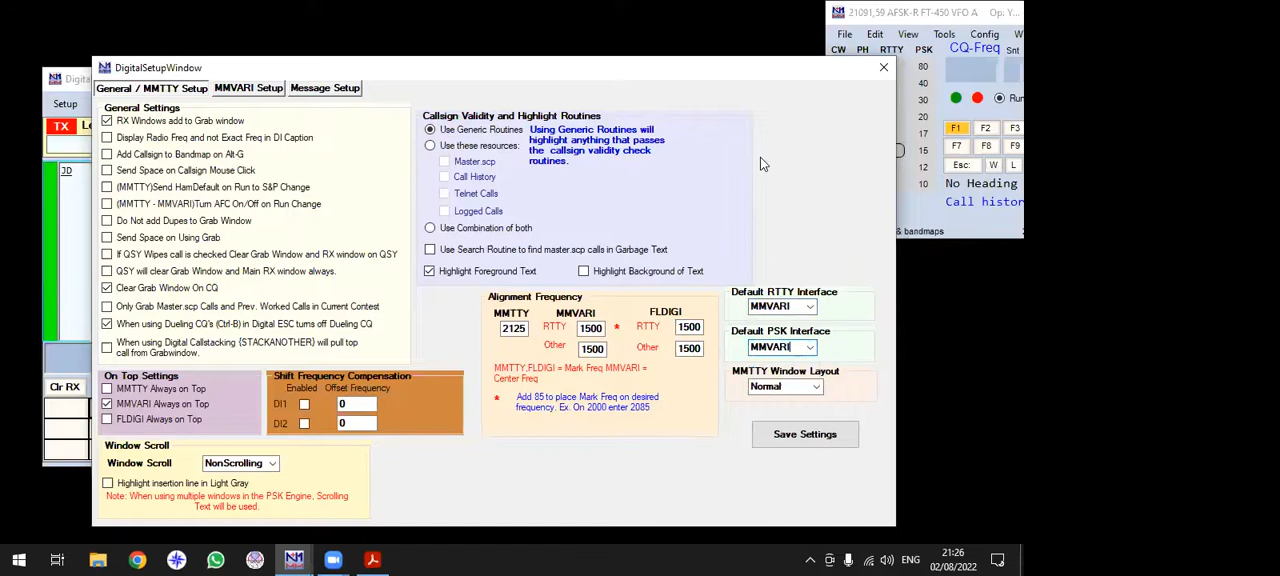 21091,59 AFSK-R FT-450 VFO A Op: Y...
File Edit View Tools Config W
CW PH RTTY PSK CQ-Freq Snt
80
40
30
20
15
12
10
Run
F1 F2 F3
F7 F8 F9
Esc: W L
No Heading
Call histor
& bandmaps
Digital
Setup
TX
JD
Clr RX
DigitalSetupWindow
General / MMTTY Setup MMVARI Setup Message Setup
General Settings
RX Windows add to Grab window
Display Radio Freq and not Exact Freq in DI Caption
Add Callsign to Bandmap on Alt-G
Send Space on Callsign Mouse Click
(MMTTY)Send HamDefault on Run to S&P Change
(MMTTY - MMVARI)Turn AFC On/Off on Run Change
Do Not add Dupes to Grab Window
Send Space on Using Grab
If QSY Wipes call is checked Clear Grab Window and RX window on QSY
QSY will clear Grab Window and Main RX window always.
Clear Grab Window On CQ
Only Grab Master.scp Calls and Prev. Worked Calls in Current Contest
When using Dueling CQ's (Ctrl-B) in Digital ESC turns off Dueling CQ
When using Digital Callstacking {STACKANOTHER} will pull top
call from Grabwindow.
Callsign Validity and Highlight Routines
Use Generic Routines
Using Generic Routines will
highlight anything that passes
the callsign validity check
routines.
Use these resources:
Master.scp
Call History
Telnet Calls
Logged Calls
Use Combination of both
Use Search Routine to find master.scp calls in Garbage Text
Highlight Foreground Text Highlight Background of Text
Alignment Frequency
MMTTY MMVARI FLDIGI
2125 RTTY 1500 * RTTY 1500
Other 1500 Other 1500
MMTTY,FLDIGI = Mark Freq MMVARI =
Center Freq
* Add 85 to place Mark Freq on desired
frequency. Ex. On 2000 enter 2085
Default RTTY Interface
MMVARI
Default PSK Interface
MMVARI
MMTTY Window Layout
Normal
Save Settings
On Top Settings
MMTTY Always on Top
MMVARI Always on Top
FLDIGI Always on Top
Shift Frequency Compensation
Enabled Offset Frequency
DI1 0
DI2 0
Window Scroll
Window Scroll NonScrolling
Highlight insertion line in Light Gray
Note: When using multiple windows in the PSK Engine, Scrolling
Text will be used.
ENG
21:26
02/08/2022